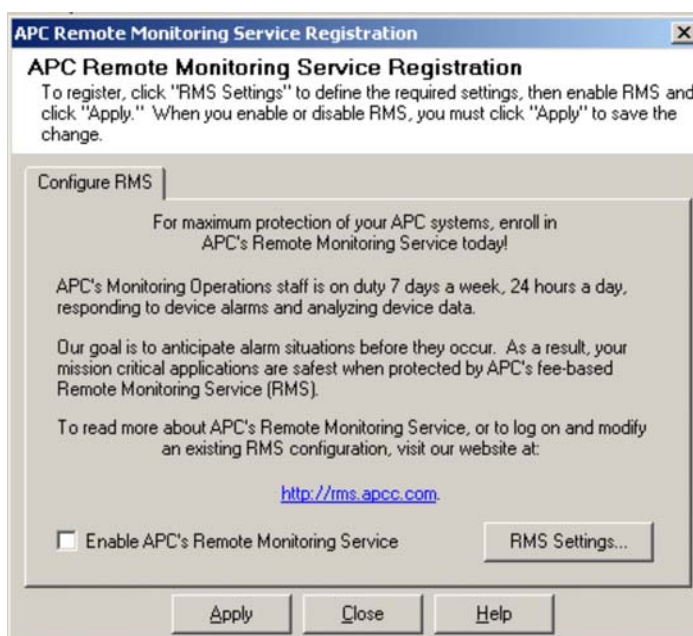 APC Remote Monitoring Service Registration
APC Remote Monitoring Service Registration
To register, click "RMS Settings" to define the required settings, then enable RMS and
click "Apply." When you enable or disable RMS, you must click "Apply" to save the
change.
Configure RMS
For maximum protection of your APC systems, enroll in
APC's Remote Monitoring Service today!
APC's Monitoring Operations staff is on duty 7 days a week, 24 hours a day,
responding to device alarms and analyzing device data.
Our goal is to anticipate alarm situations before they occur. As a result, your
mission critical applications are safest when protected by APC's fee-based
Remote Monitoring Service (RMS).
To read more about APC's Remote Monitoring Service, or to log on and modify
an existing RMS configuration, visit our website at:
http://rms.apcc.com.
Enable APC's Remote Monitoring Service RMS Settings...
Apply Close Help